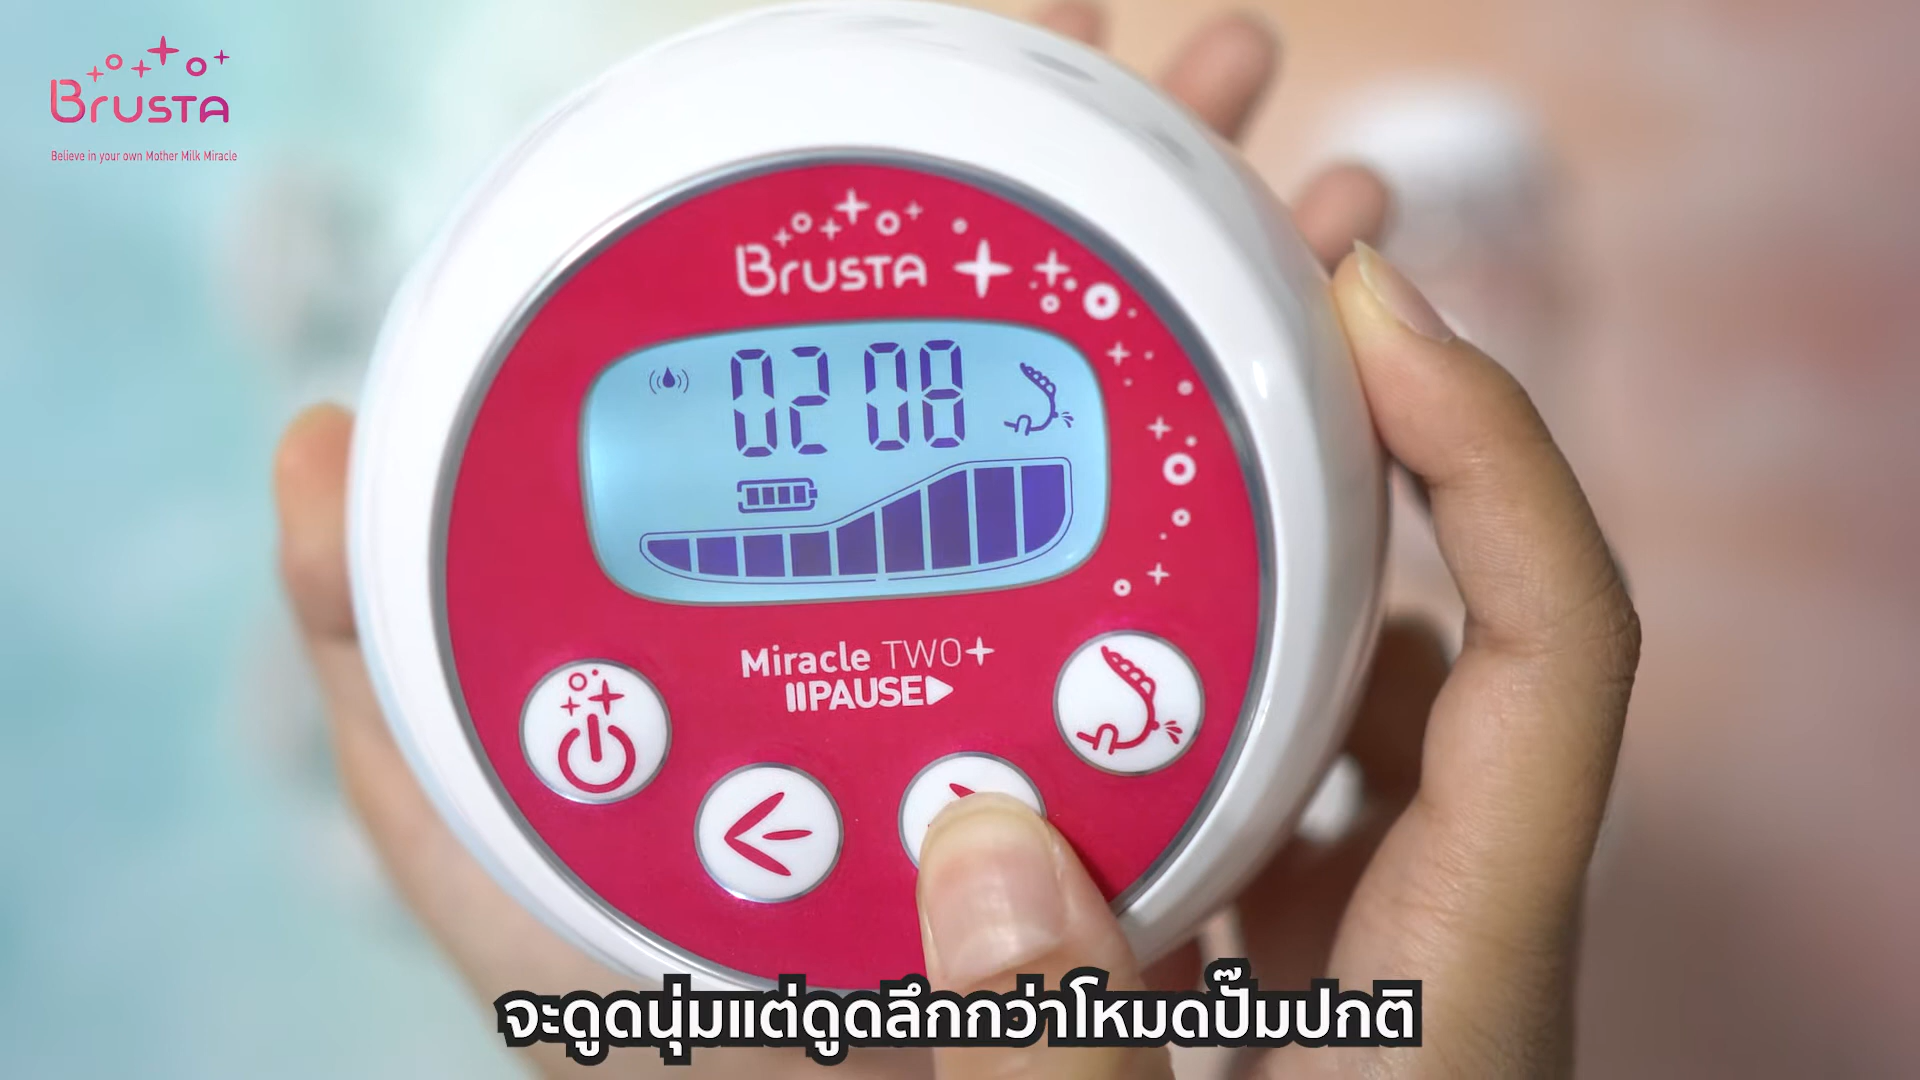 Brusta
Believe in your own Mother Milk Miracle
Brusta
02 08
Miracle TWO+
PAUSE
จะดูดนุ่มแต่ดูดลึกกว่าโหมดปั๊มปกติ